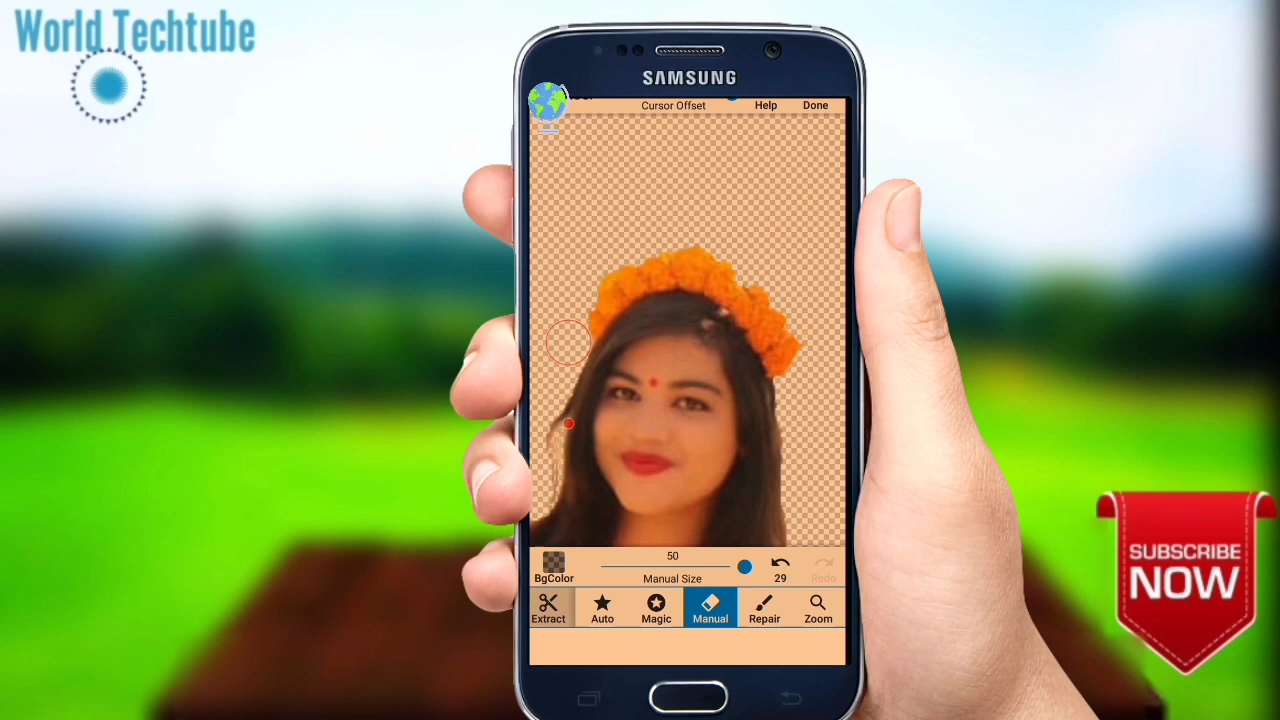 World Techtube
SAMSUNG
Cursor Offset
Help
Done
50
BgColor
Manual Size
29
Redo
Extract
Auto
Magic
Manual
Repair
Zoom
SUBSCRIBE
NOW